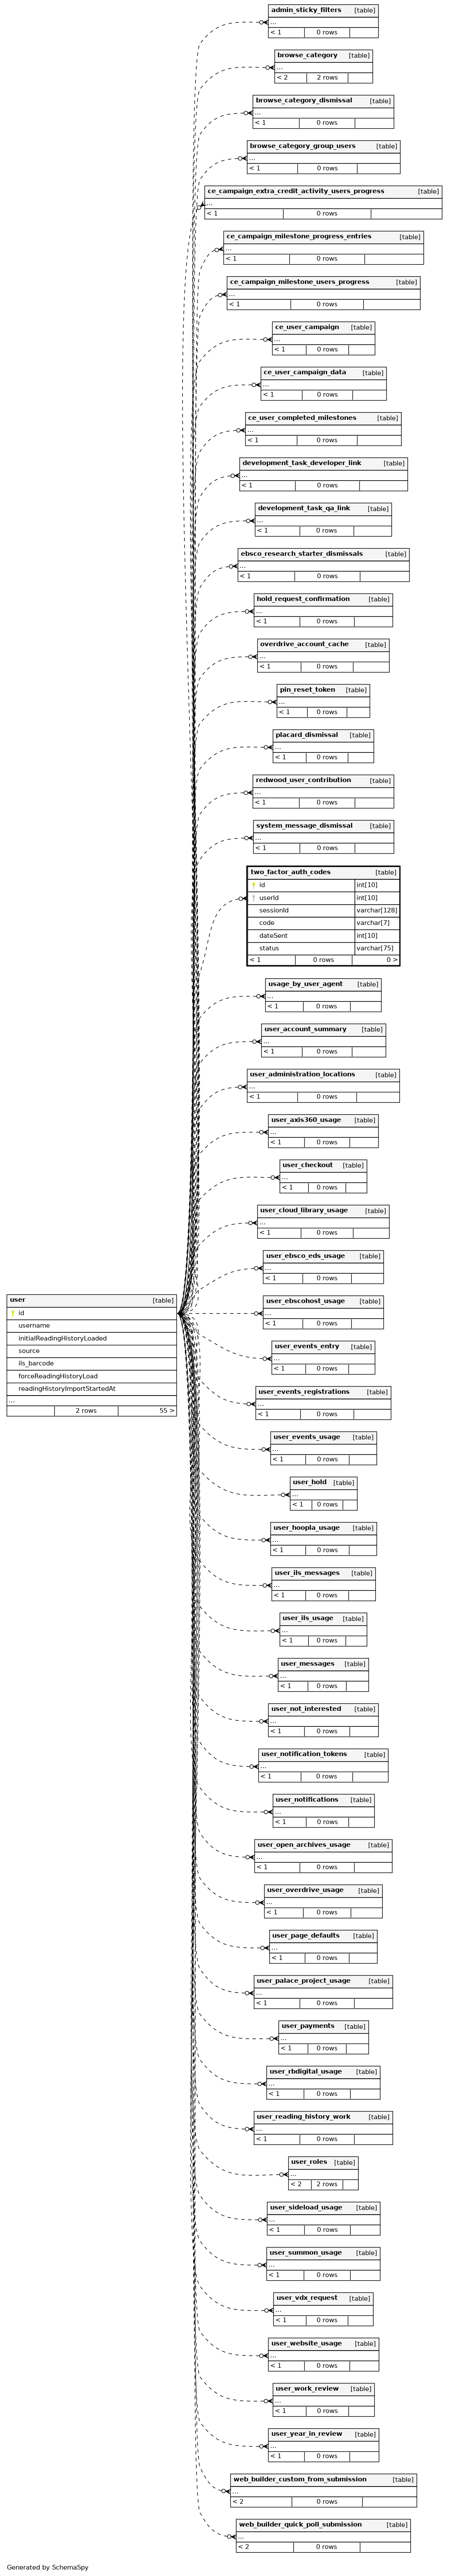 admin_sticky_filters [table]
...
< 1 0 rows
browse_category [table]
...
< 2 2 rows
browse_category_dismissal [table]
...
< 1 0 rows
browse_category_group_users [table]
...
< 1 0 rows
ce_campaign_extra_credit_activity_users_progress [table]
...
< 1 0 rows
ce_campaign_milestone_progress_entries [table]
...
< 1 0 rows
ce_campaign_milestone_users_progress [table]
...
< 1 0 rows
ce_user_campaign [table]
...
< 1 0 rows
ce_user_campaign_data [table]
...
< 1 0 rows
ce_user_completed_milestones [table]
...
< 1 0 rows
development_task_developer_link [table]
...
< 1 0 rows
development_task_qa_link [table]
...
< 1 0 rows
ebsco_research_starter_dismissals [table]
...
< 1 0 rows
hold_request_confirmation [table]
...
< 1 0 rows
overdrive_account_cache [table]
...
< 1 0 rows
pin_reset_token [table]
...
< 1 0 rows
placard_dismissal [table]
...
< 1 0 rows
redwood_user_contribution [table]
...
< 1 0 rows
system_message_dismissal [table]
...
< 1 0 rows
two_factor_auth_codes [table]
id int[10]
userId int[10]
sessionId varchar[128]
code varchar[7]
dateSent int[10]
status varchar[75]
< 1 0 rows 0 >
usage_by_user_agent [table]
...
< 1 0 rows
user_account_summary [table]
...
< 1 0 rows
user_administration_locations [table]
...
< 1 0 rows
user_axis360_usage [table]
...
< 1 0 rows
user_checkout [table]
...
< 1 0 rows
user_cloud_library_usage [table]
...
< 1 0 rows
user_ebsco_eds_usage [table]
...
< 1 0 rows
user_ebscohost_usage [table]
...
< 1 0 rows
user [table]
id
username
initialReadingHistoryLoaded
source
ils_barcode
forceReadingHistoryLoad
readingHistoryImportStartedAt
...
2 rows 55 >
user_events_entry [table]
...
< 1 0 rows
user_events_registrations [table]
...
< 1 0 rows
user_events_usage [table]
...
< 1 0 rows
user_hold [table]
...
< 1 0 rows
user_hoopla_usage [table]
...
< 1 0 rows
user_ils_messages [table]
...
< 1 0 rows
user_ils_usage [table]
...
< 1 0 rows
user_messages [table]
...
< 1 0 rows
user_not_interested [table]
...
< 1 0 rows
user_notification_tokens [table]
...
< 1 0 rows
user_notifications [table]
...
< 1 0 rows
user_open_archives_usage [table]
...
< 1 0 rows
user_overdrive_usage [table]
...
< 1 0 rows
user_page_defaults [table]
...
< 1 0 rows
user_palace_project_usage [table]
...
< 1 0 rows
user_payments [table]
...
< 1 0 rows
user_rbdigital_usage [table]
...
< 1 0 rows
user_reading_history_work [table]
...
< 1 0 rows
user_roles [table]
...
< 2 2 rows
user_sideload_usage [table]
...
< 1 0 rows
user_summon_usage [table]
...
< 1 0 rows
user_vdx_request [table]
...
< 1 0 rows
user_website_usage [table]
...
< 1 0 rows
user_work_review [table]
...
< 1 0 rows
user_year_in_review [table]
...
< 1 0 rows
web_builder_custom_from_submission [table]
...
< 2 0 rows
web_builder_quick_poll_submission [table]
...
< 2 0 rows
Generated by SchemaSpy